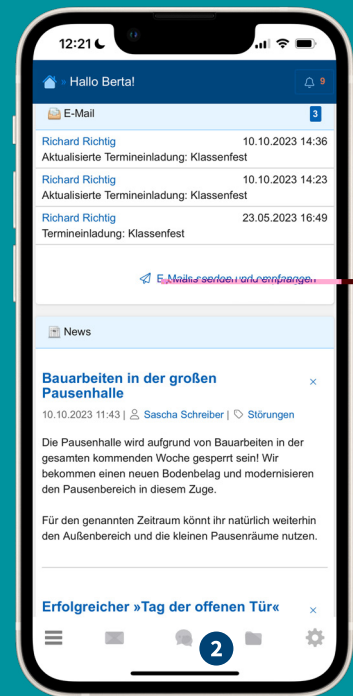 12:21
» Hallo Berta!
9
E-Mail
3
Richard Richtig 10.10.2023 14:36
Aktualisierte Termineinladung: Klassenfest
Richard Richtig 10.10.2023 14:23
Aktualisierte Termineinladung: Klassenfest
Richard Richtig 23.05.2023 16:49
Termineinladung: Klassenfest
E-Mails senden und empfangen
News
Bauarbeiten in der großen
Pausenhalle
×
10.10.2023 11:43 | Sascha Schreiber | Störungen
Die Pausenhalle wird aufgrund von Bauarbeiten in der
gesamten kommenden Woche gesperrt sein! Wir
bekommen einen neuen Bodenbelag und modernisieren
den Pausenbereich in diesem Zuge.
Für den genannten Zeitraum könnt ihr natürlich weiterhin
den Außenbereich und die kleinen Pausenräume nutzen.
Erfolgreicher »Tag der offenen Tür«
×
2